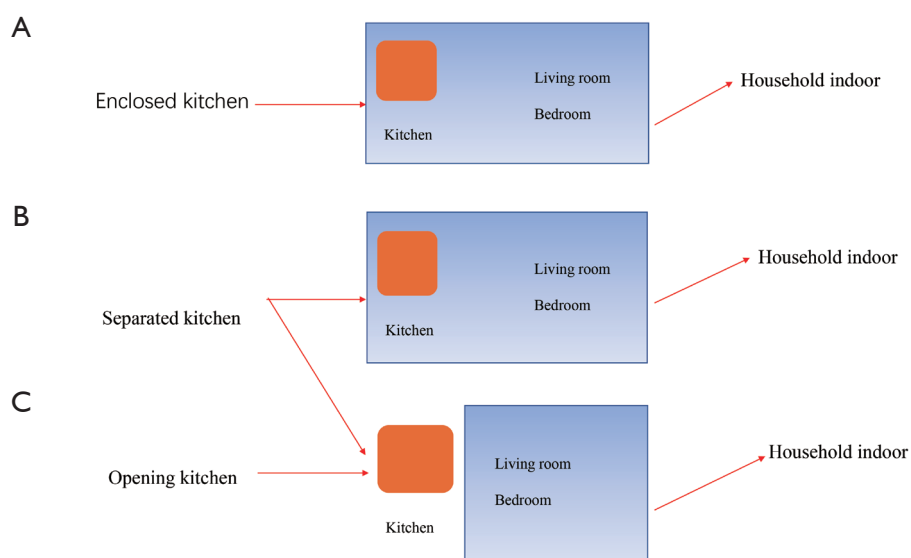 A
Enclosed kitchen
Kitchen
Living room
Bedroom
Household indoor
B
Separated kitchen
Kitchen
Living room
Bedroom
Household indoor
C
Opening kitchen
Kitchen
Living room
Bedroom
Household indoor